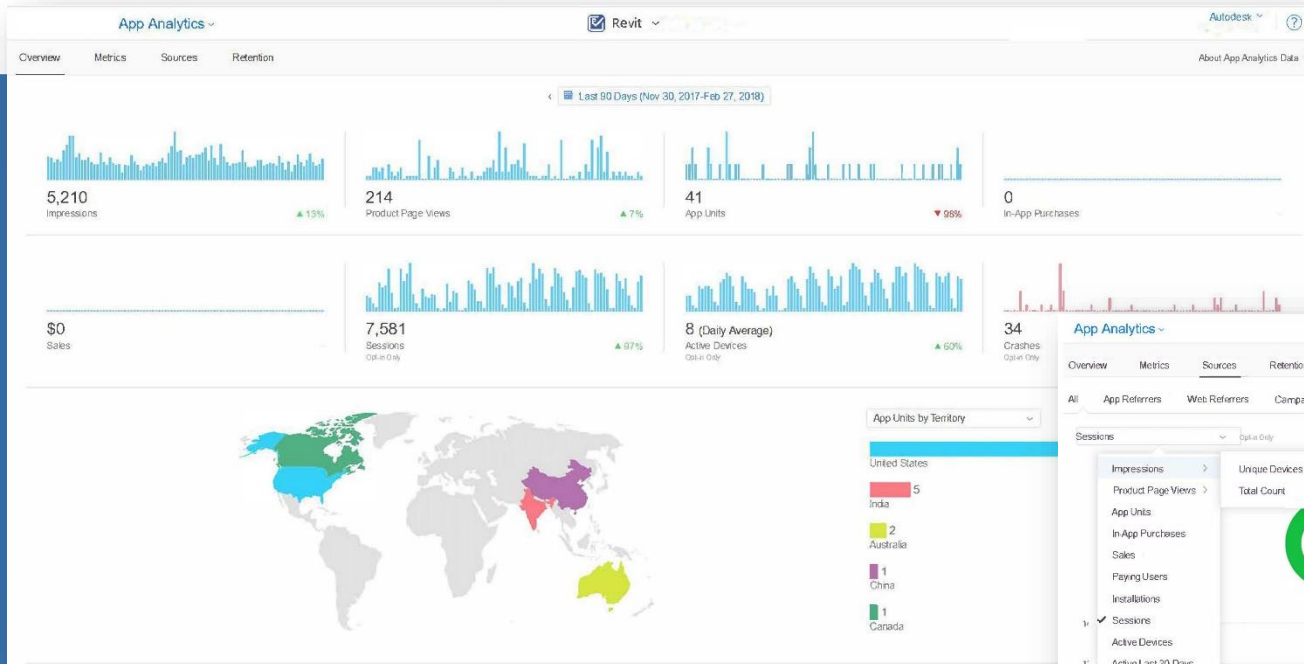 App Analytics
Revit
Autodesk
?
Overview
Metrics
Sources
Retention
About App Analytics Data
Last 90 Days (Nov 30, 2017-Feb 27, 2018)
5,210
Impressions
13%
214
Product Page Views
7%
41
App Units
98%
0
In-App Purchases
$0
Sales
7,581
Sessions
Opt-in Only
97%
8 (Daily Average)
Active Devices
Opt-in Only
60%
34
Crashes
Opt-in Only
App Units by Territory
United States
5
India
2
Australia
1
China
1
Canada
App Analytics
Overview
Metrics
Sources
Retentio
All
App Referrers
Web Referrers
Campa
Sessions
Opt-in Only
Impressions
Unique Devices
Product Page Views
Total Count
App Units
In-App Purchases
Sales
Paying Users
Installations
Sessions
Active Devices